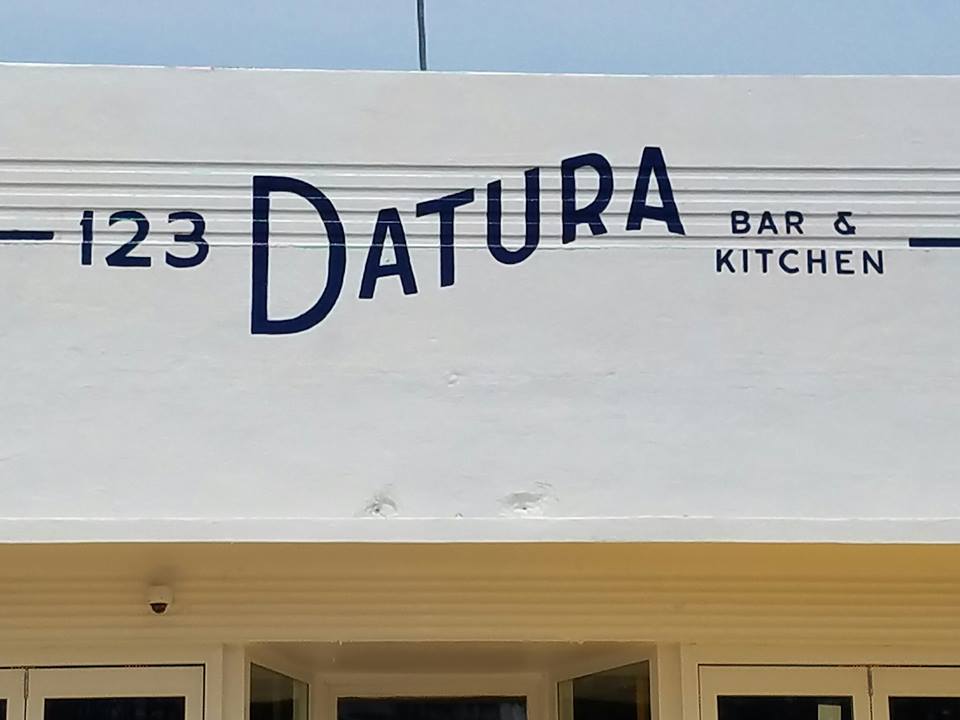 123 DATURA BAR &
KITCHEN